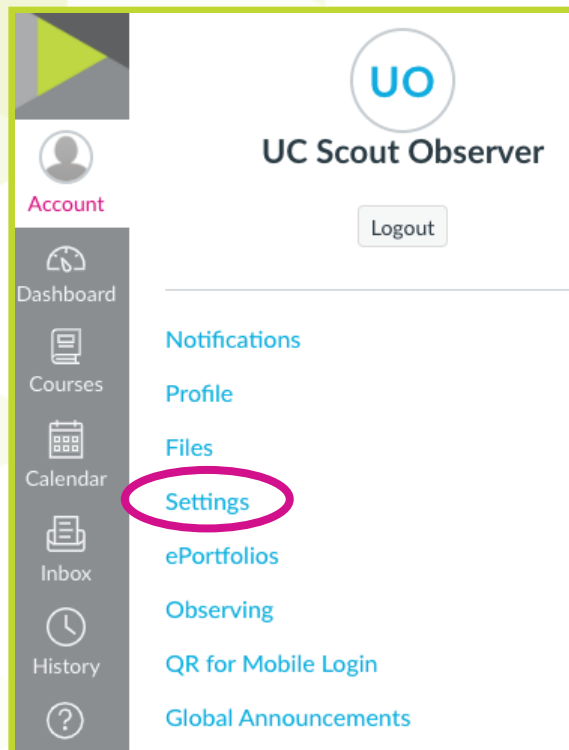 UO
UC Scout Observer
Logout
Account
Dashboard
Courses
Calendar
Inbox
History
Notifications
Profile
Files
Settings
ePortfolios
Observing
QR for Mobile Login
Global Announcements
?